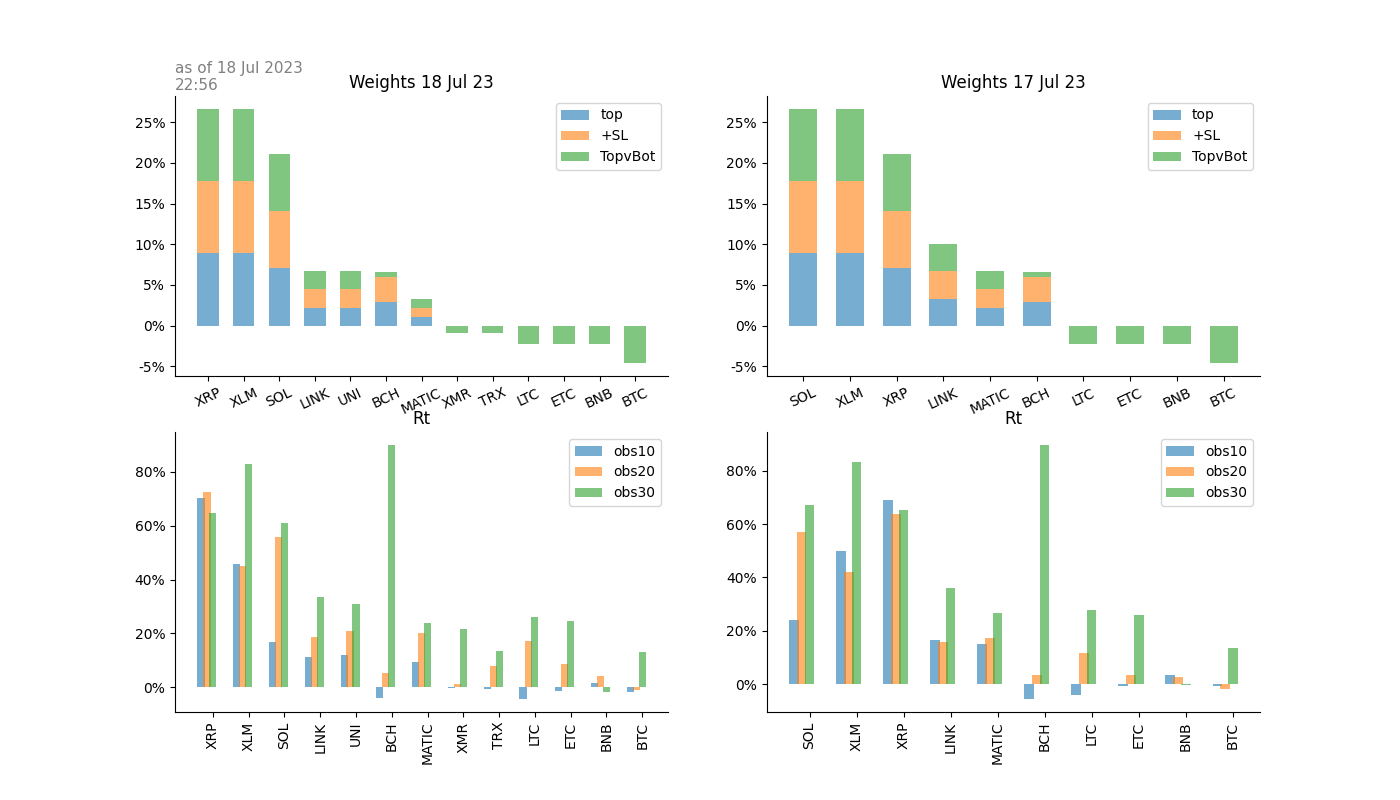 as of 18 Jul 2023
22:56
Weights 18 Jul 23
25%
20%
15%
10%
5%
0%
-5%
top
+SL
TopvBot
XRP XLM SOL LINK UNI BCH MATIC XMR TRX LTC ETC BNB BTC
Weights 17 Jul 23
25%
20%
15%
10%
5%
0%
-5%
top
+SL
TopvBot
SOL XLM XRP LINK MATIC BCH LTC ETC BNB BTC
Rt
80%
60%
40%
20%
0%
obs10
obs20
obs30
XRP XLM SOL LINK UNI BCH MATIC XMR TRX LTC ETC BNB BTC
Rt
80%
60%
40%
20%
0%
obs10
obs20
obs30
SOL XLM XRP LINK MATIC BCH LTC ETC BNB BTC